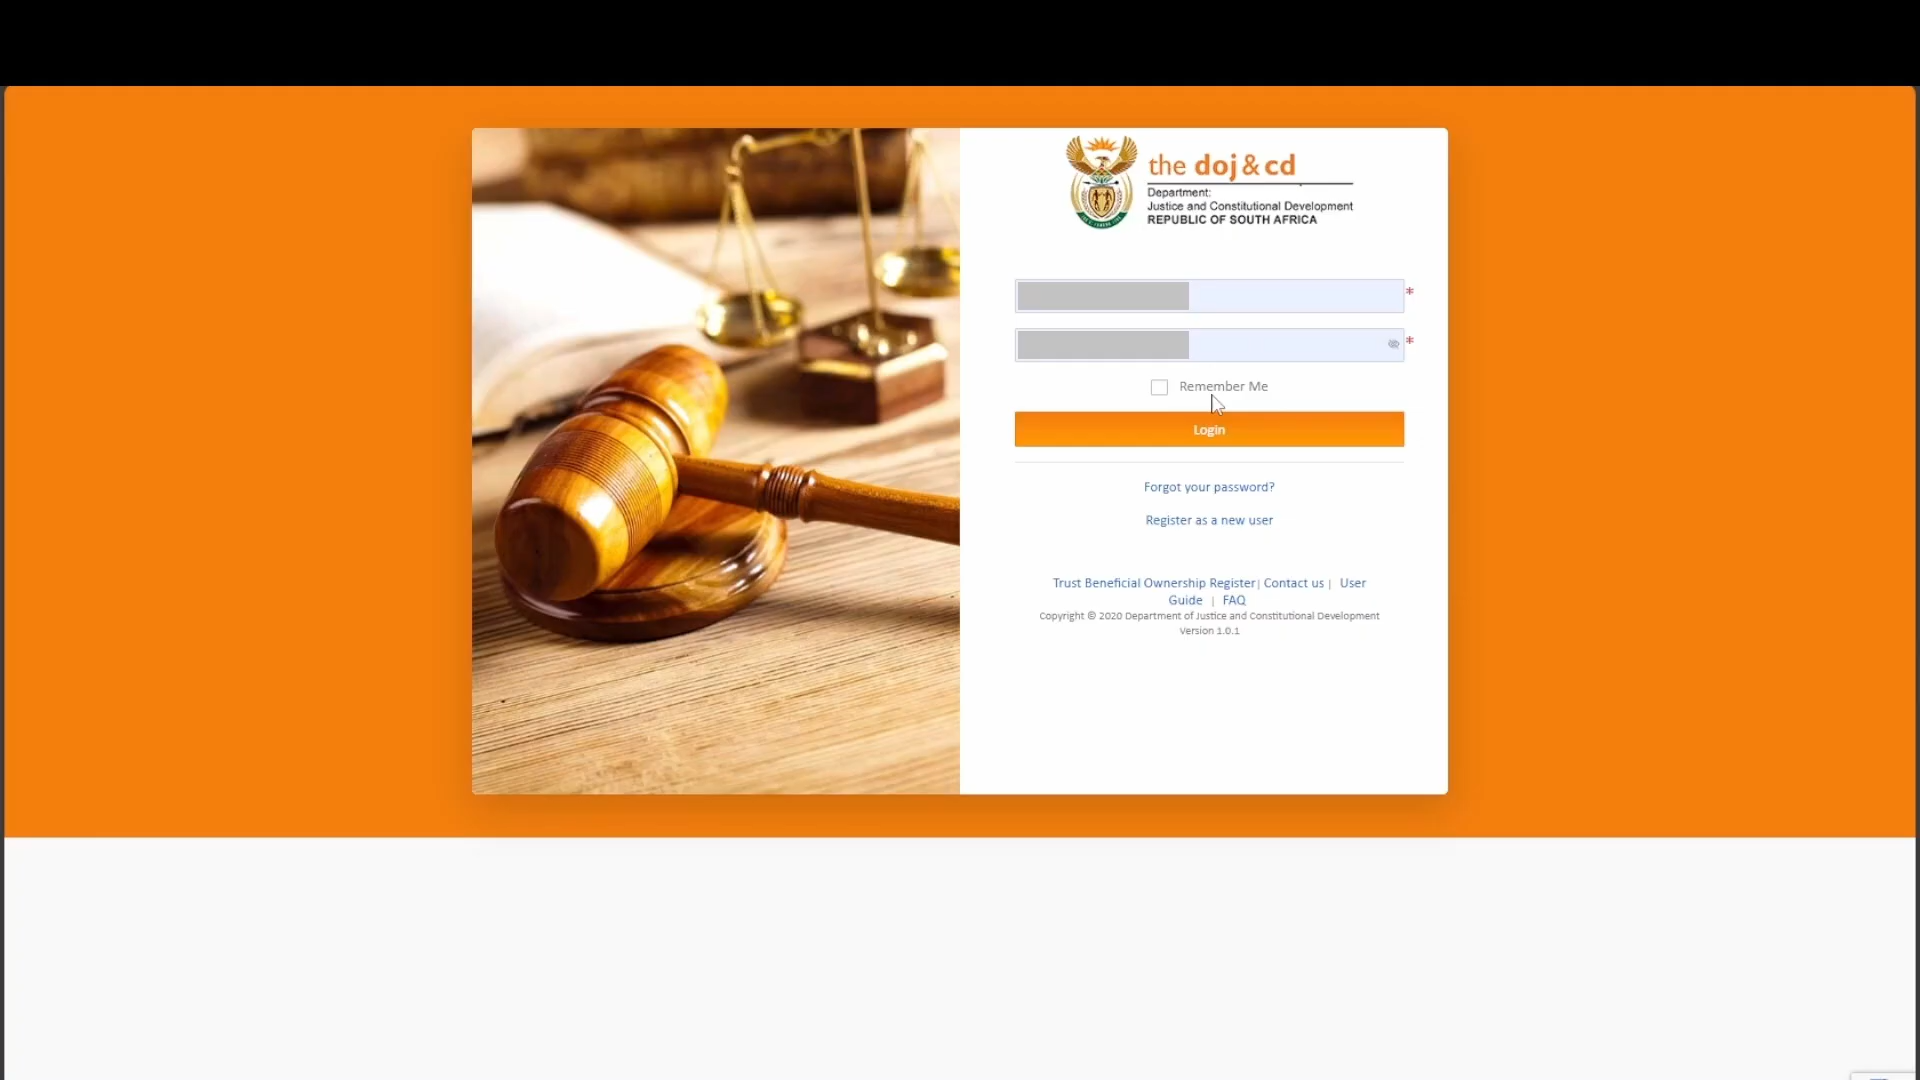 the doj & cd
Department:
Justice and Constitutional Development
REPUBLIC OF SOUTH AFRICA
*
*
Remember Me
Login
Forgot your password?
Register as a new user
Trust Beneficial Ownership Register | Contact us | User
Guide | FAQ
Copyright © 2020 Department of Justice and Constitutional Development
Version 1.0.1